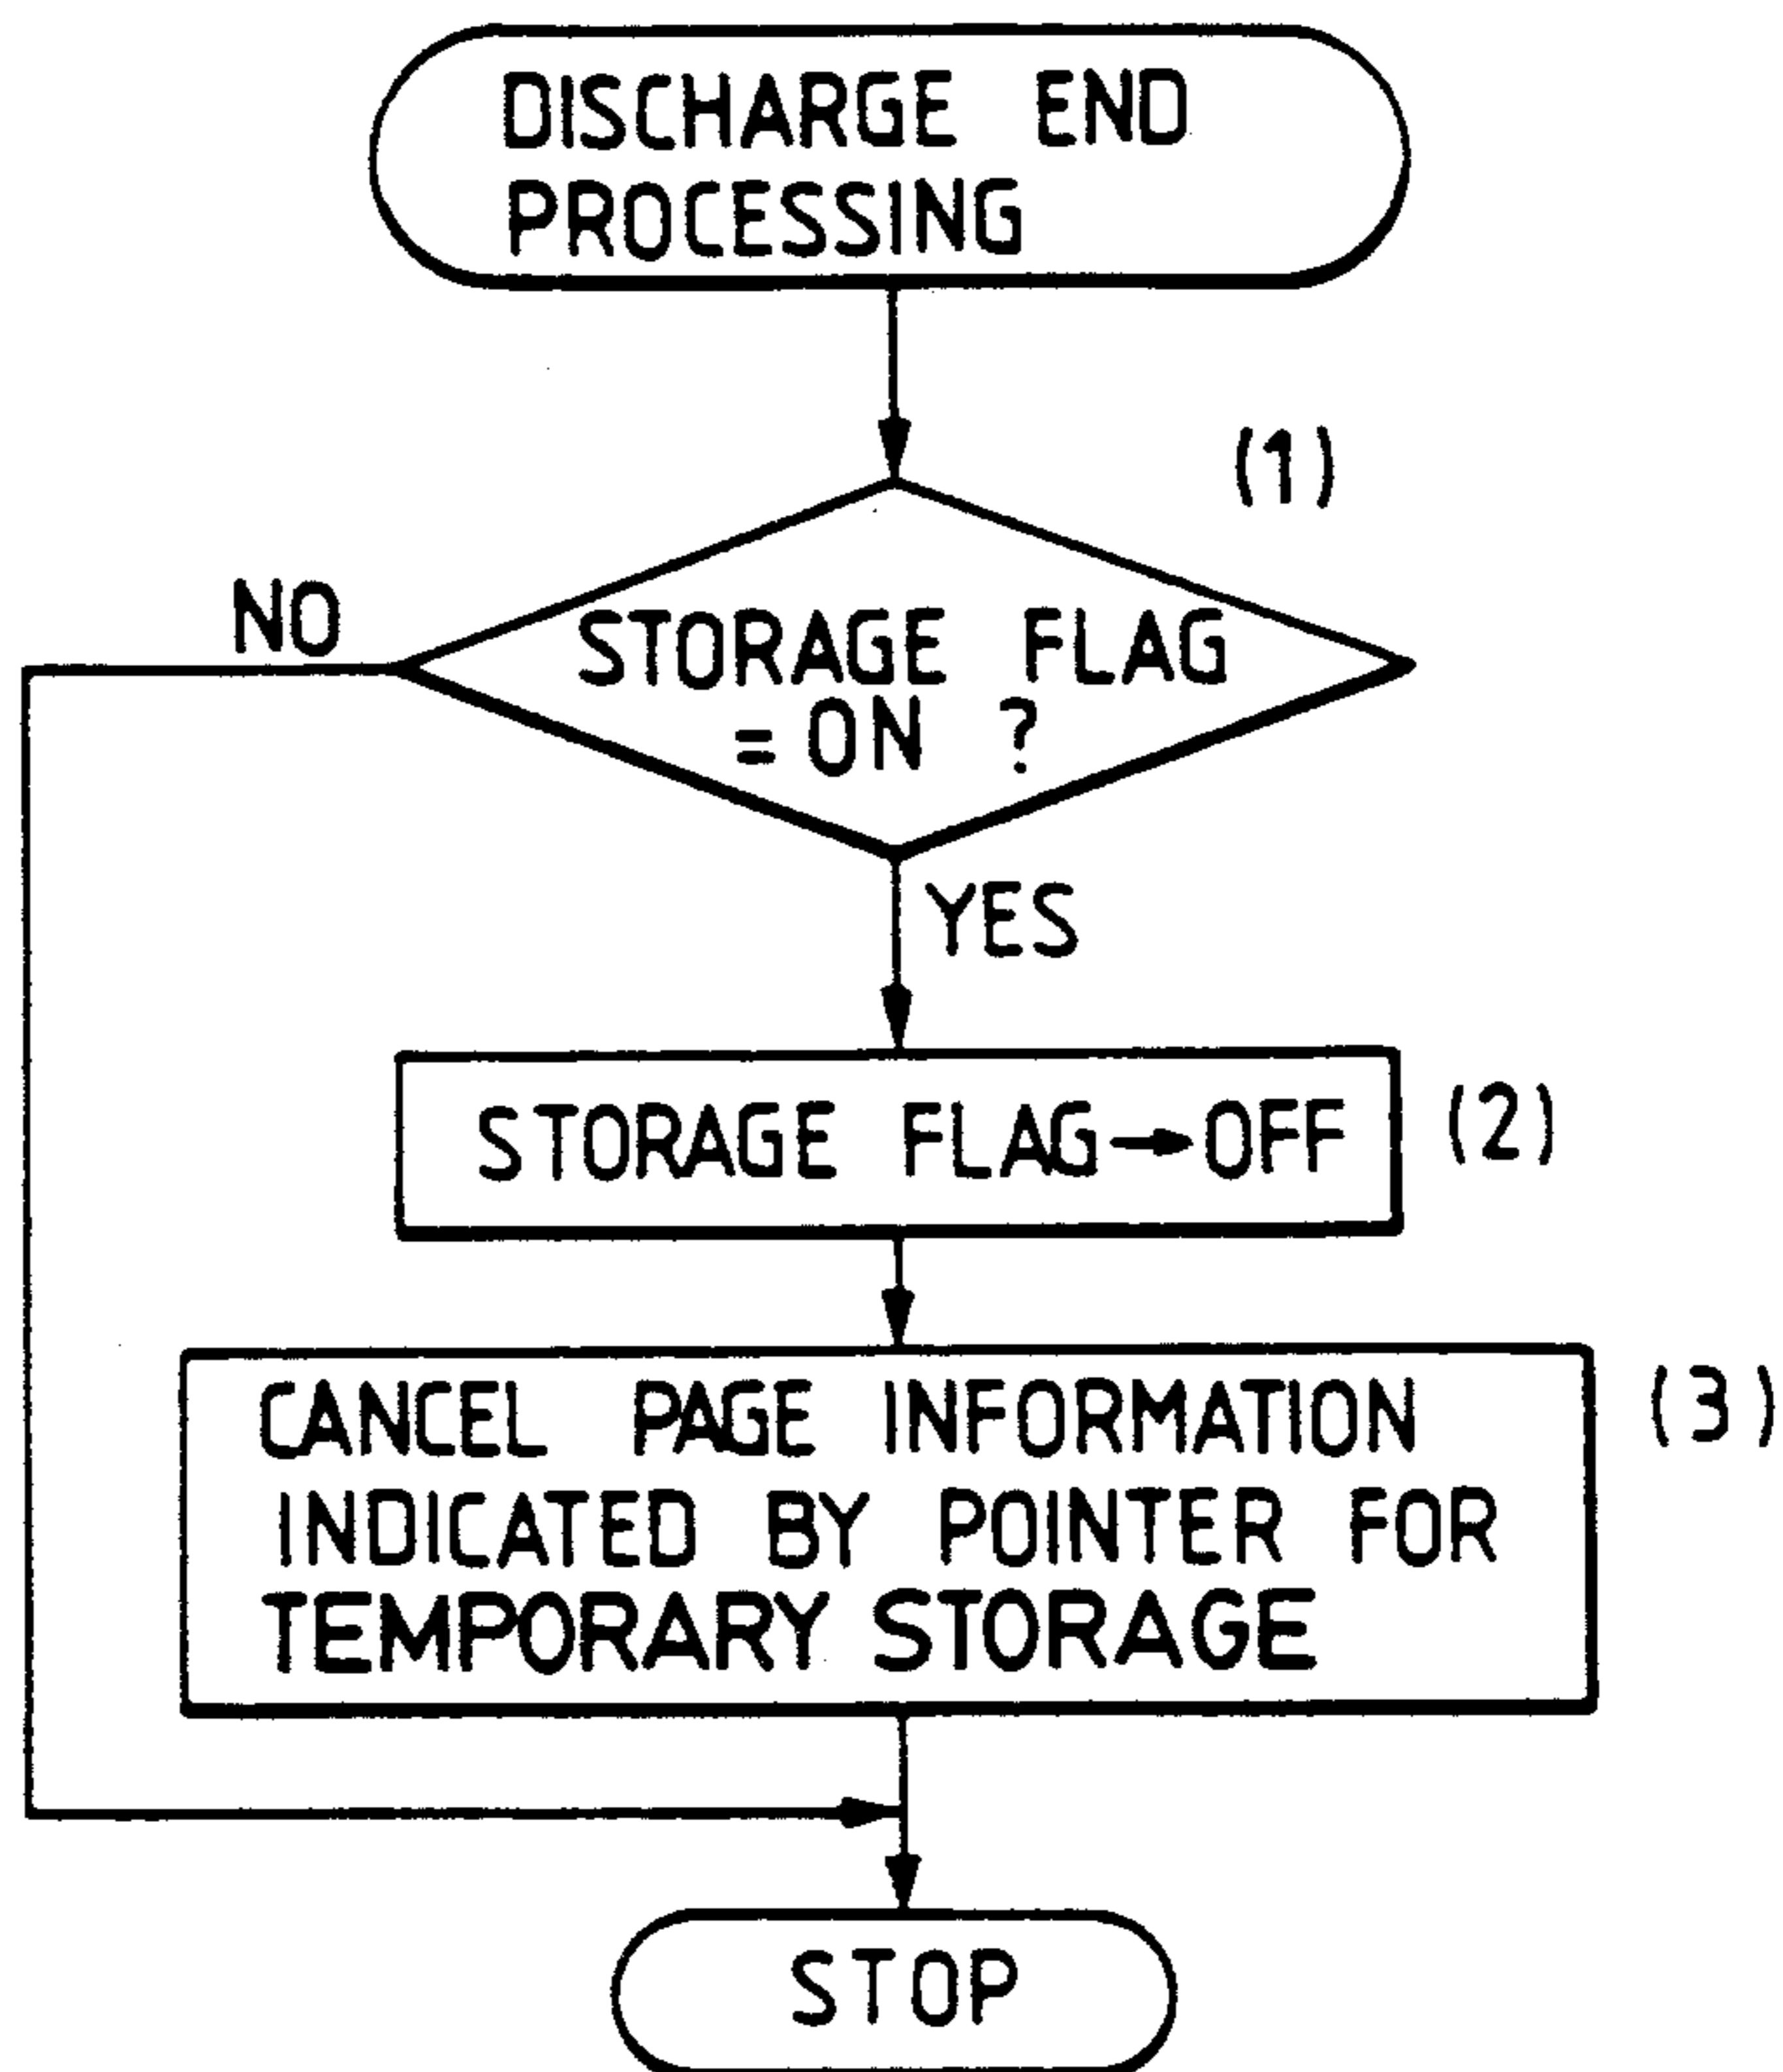 DISCHARGE END
PROCESSING
(1)
NO
STORAGE FLAG
= ON ?
YES
STORAGE FLAG→OFF
(2)
CANCEL PAGE INFORMATION
(3)
INDICATED BY POINTER FOR
TEMPORARY STORAGE
STOP